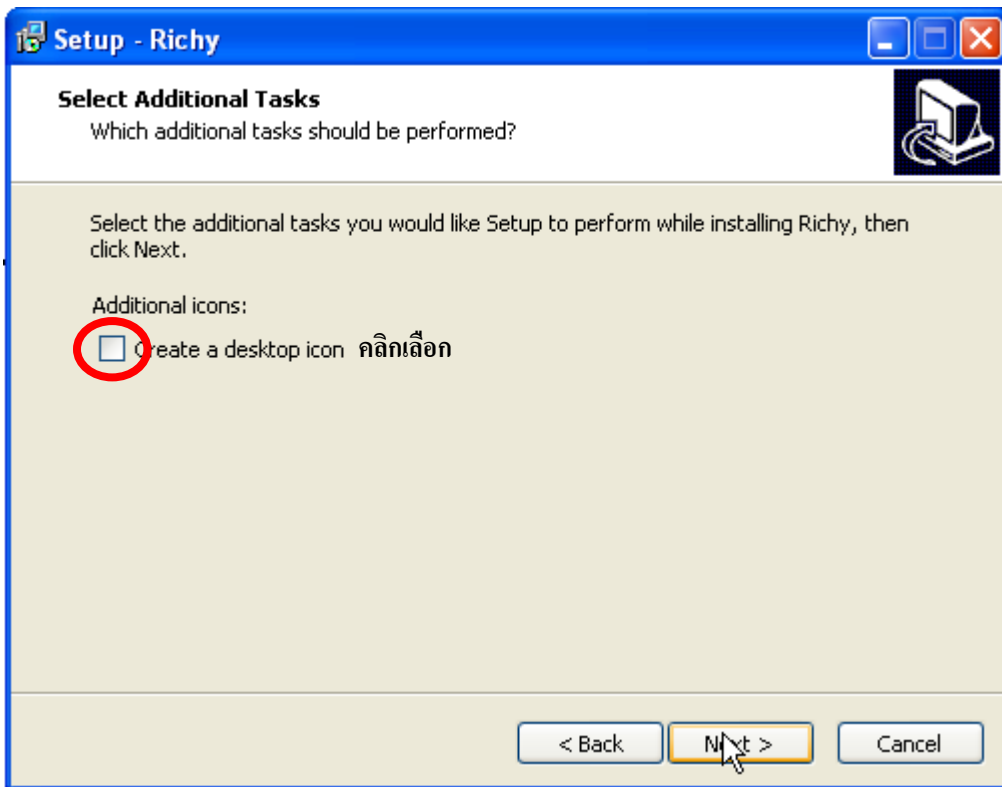 Setup - Richy
Select Additional Tasks
Which additional tasks should be performed?
Select the additional tasks you would like Setup to perform while installing Richy, then
click Next.
Additional icons:
Create a desktop icon คลิกเลือก
< Back Next > Cancel